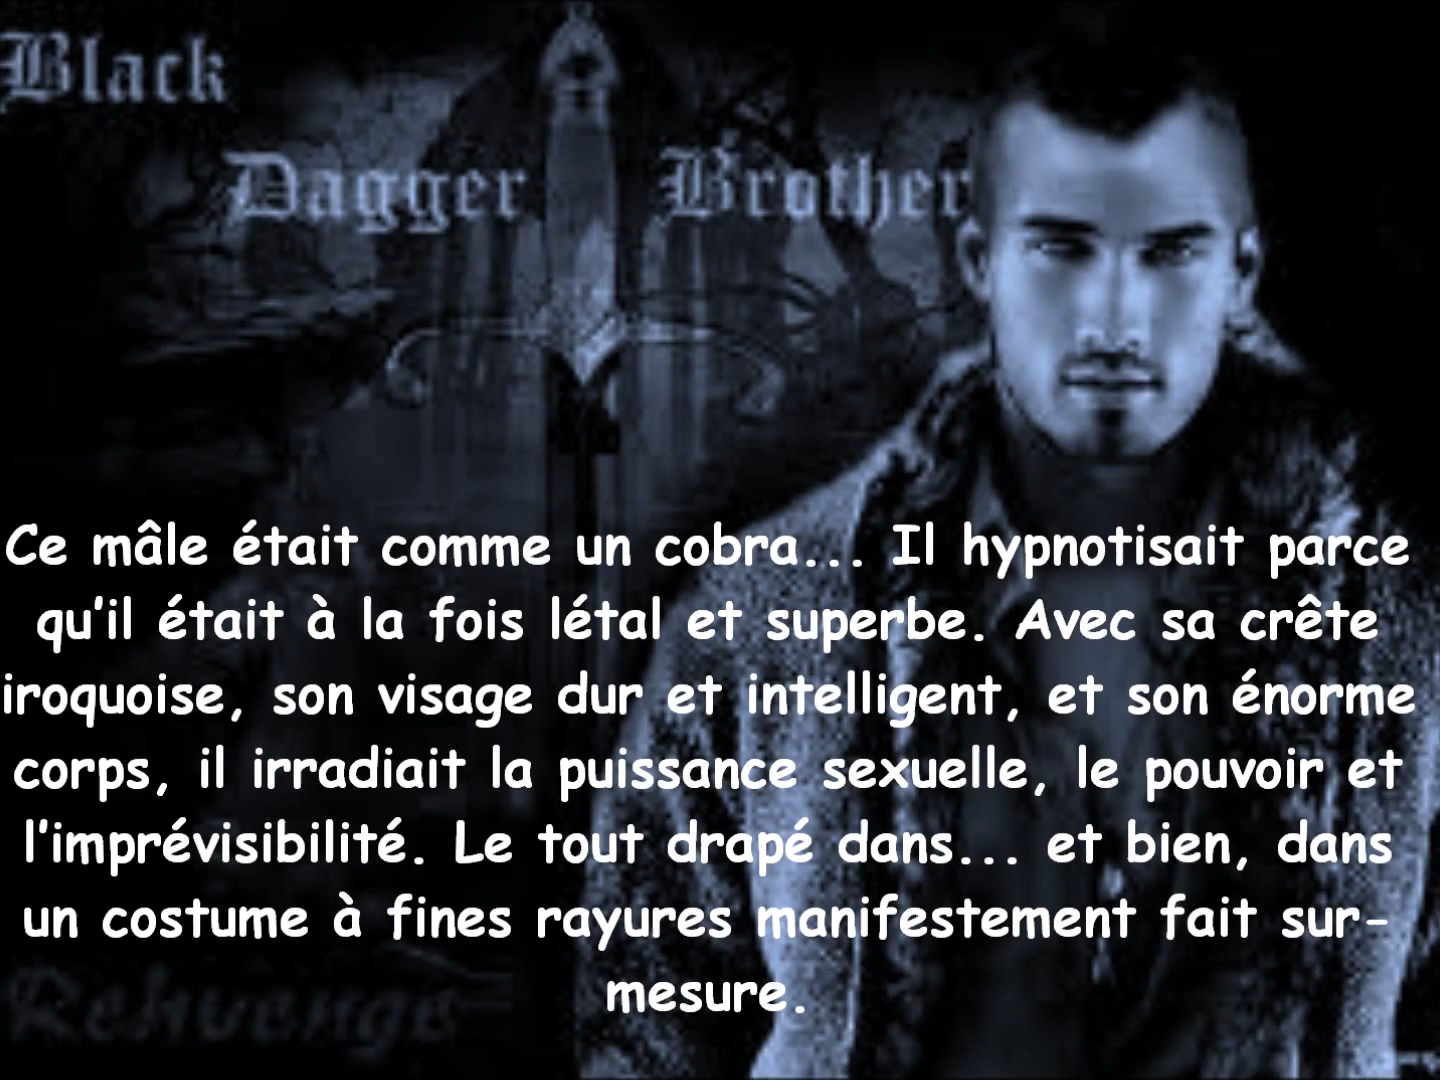 Black
Dagger Brother
Ce mâle était comme un cobra... Il hypnotisait parce
qu'il était à la fois létal et superbe. Avec sa crête
iroquoise, son visage dur et intelligent, et son énorme
corps, il irradiait la puissance sexuelle, le pouvoir et
l'imprévisibilité. Le tout drapé dans... et bien, dans
un costume à fines rayures manifestement fait sur-
mesure.
Rehvenge